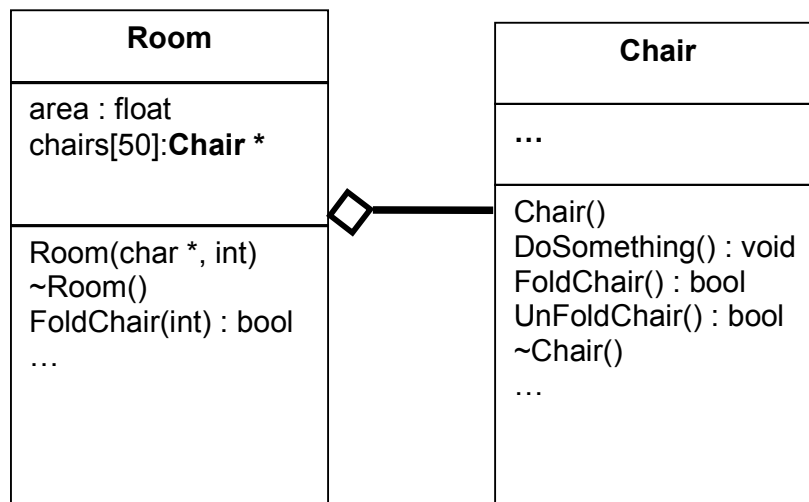 Room
area : float
chairs[50]:Chair *
Room(char *, int)
~Room()
FoldChair(int) : bool
…
Chair
…
Chair()
DoSomething() : void
FoldChair() : bool
UnFoldChair() : bool
~Chair()
…